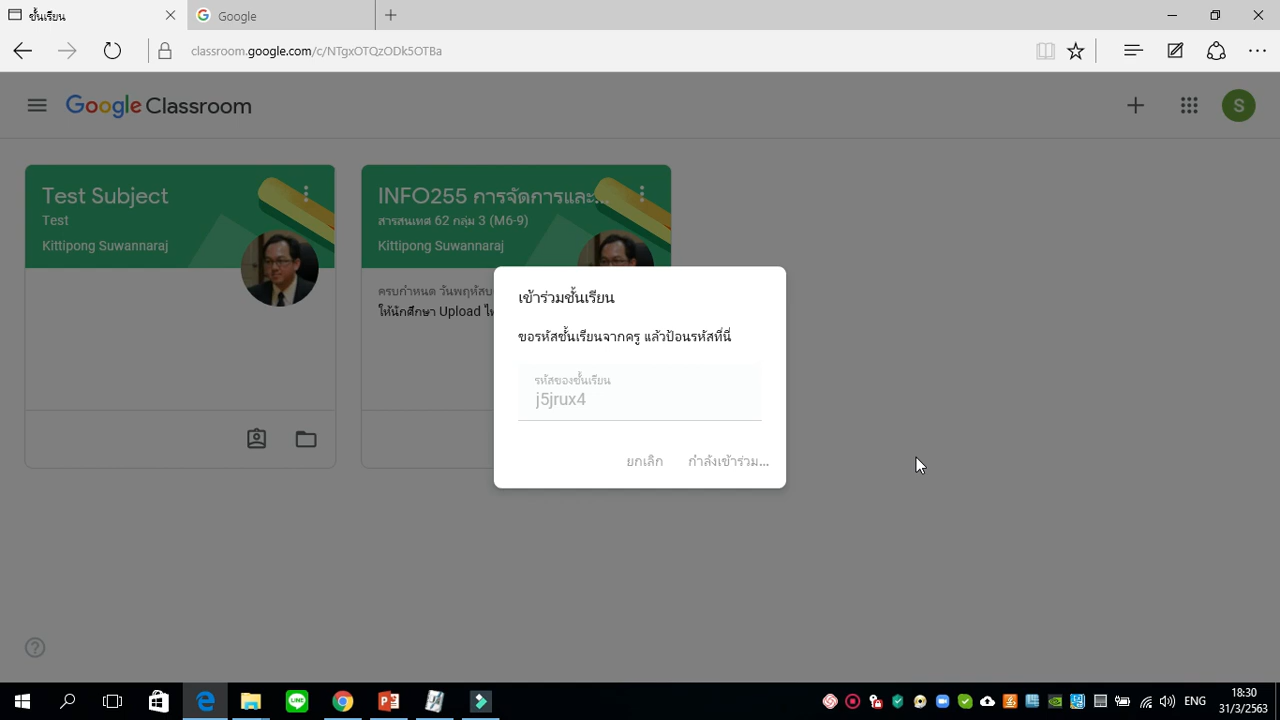 ชั้นเรียน
Google
classroom.google.com/c/NTgxOTQzODk5OTBa
Google Classroom
S
Test Subject
Test
Kittipong Suwannaraj
INFO255 การจัดการและ...
สารสนเทศ 62 กลุ่ม 3 (M6-9)
Kittipong Suwannaraj
ครบกำหนด วันพฤหัสบ
ให้นักศึกษา Upload ไฟ
เข้าร่วมชั้นเรียน
ขอรหัสชั้นเรียนจากครู แล้วป้อนรหัสที่นี่
รหัสของชั้นเรียน
j5jrux4
ยกเลิก
กำลังเข้าร่วม...
ENG
18:30
31/3/2563